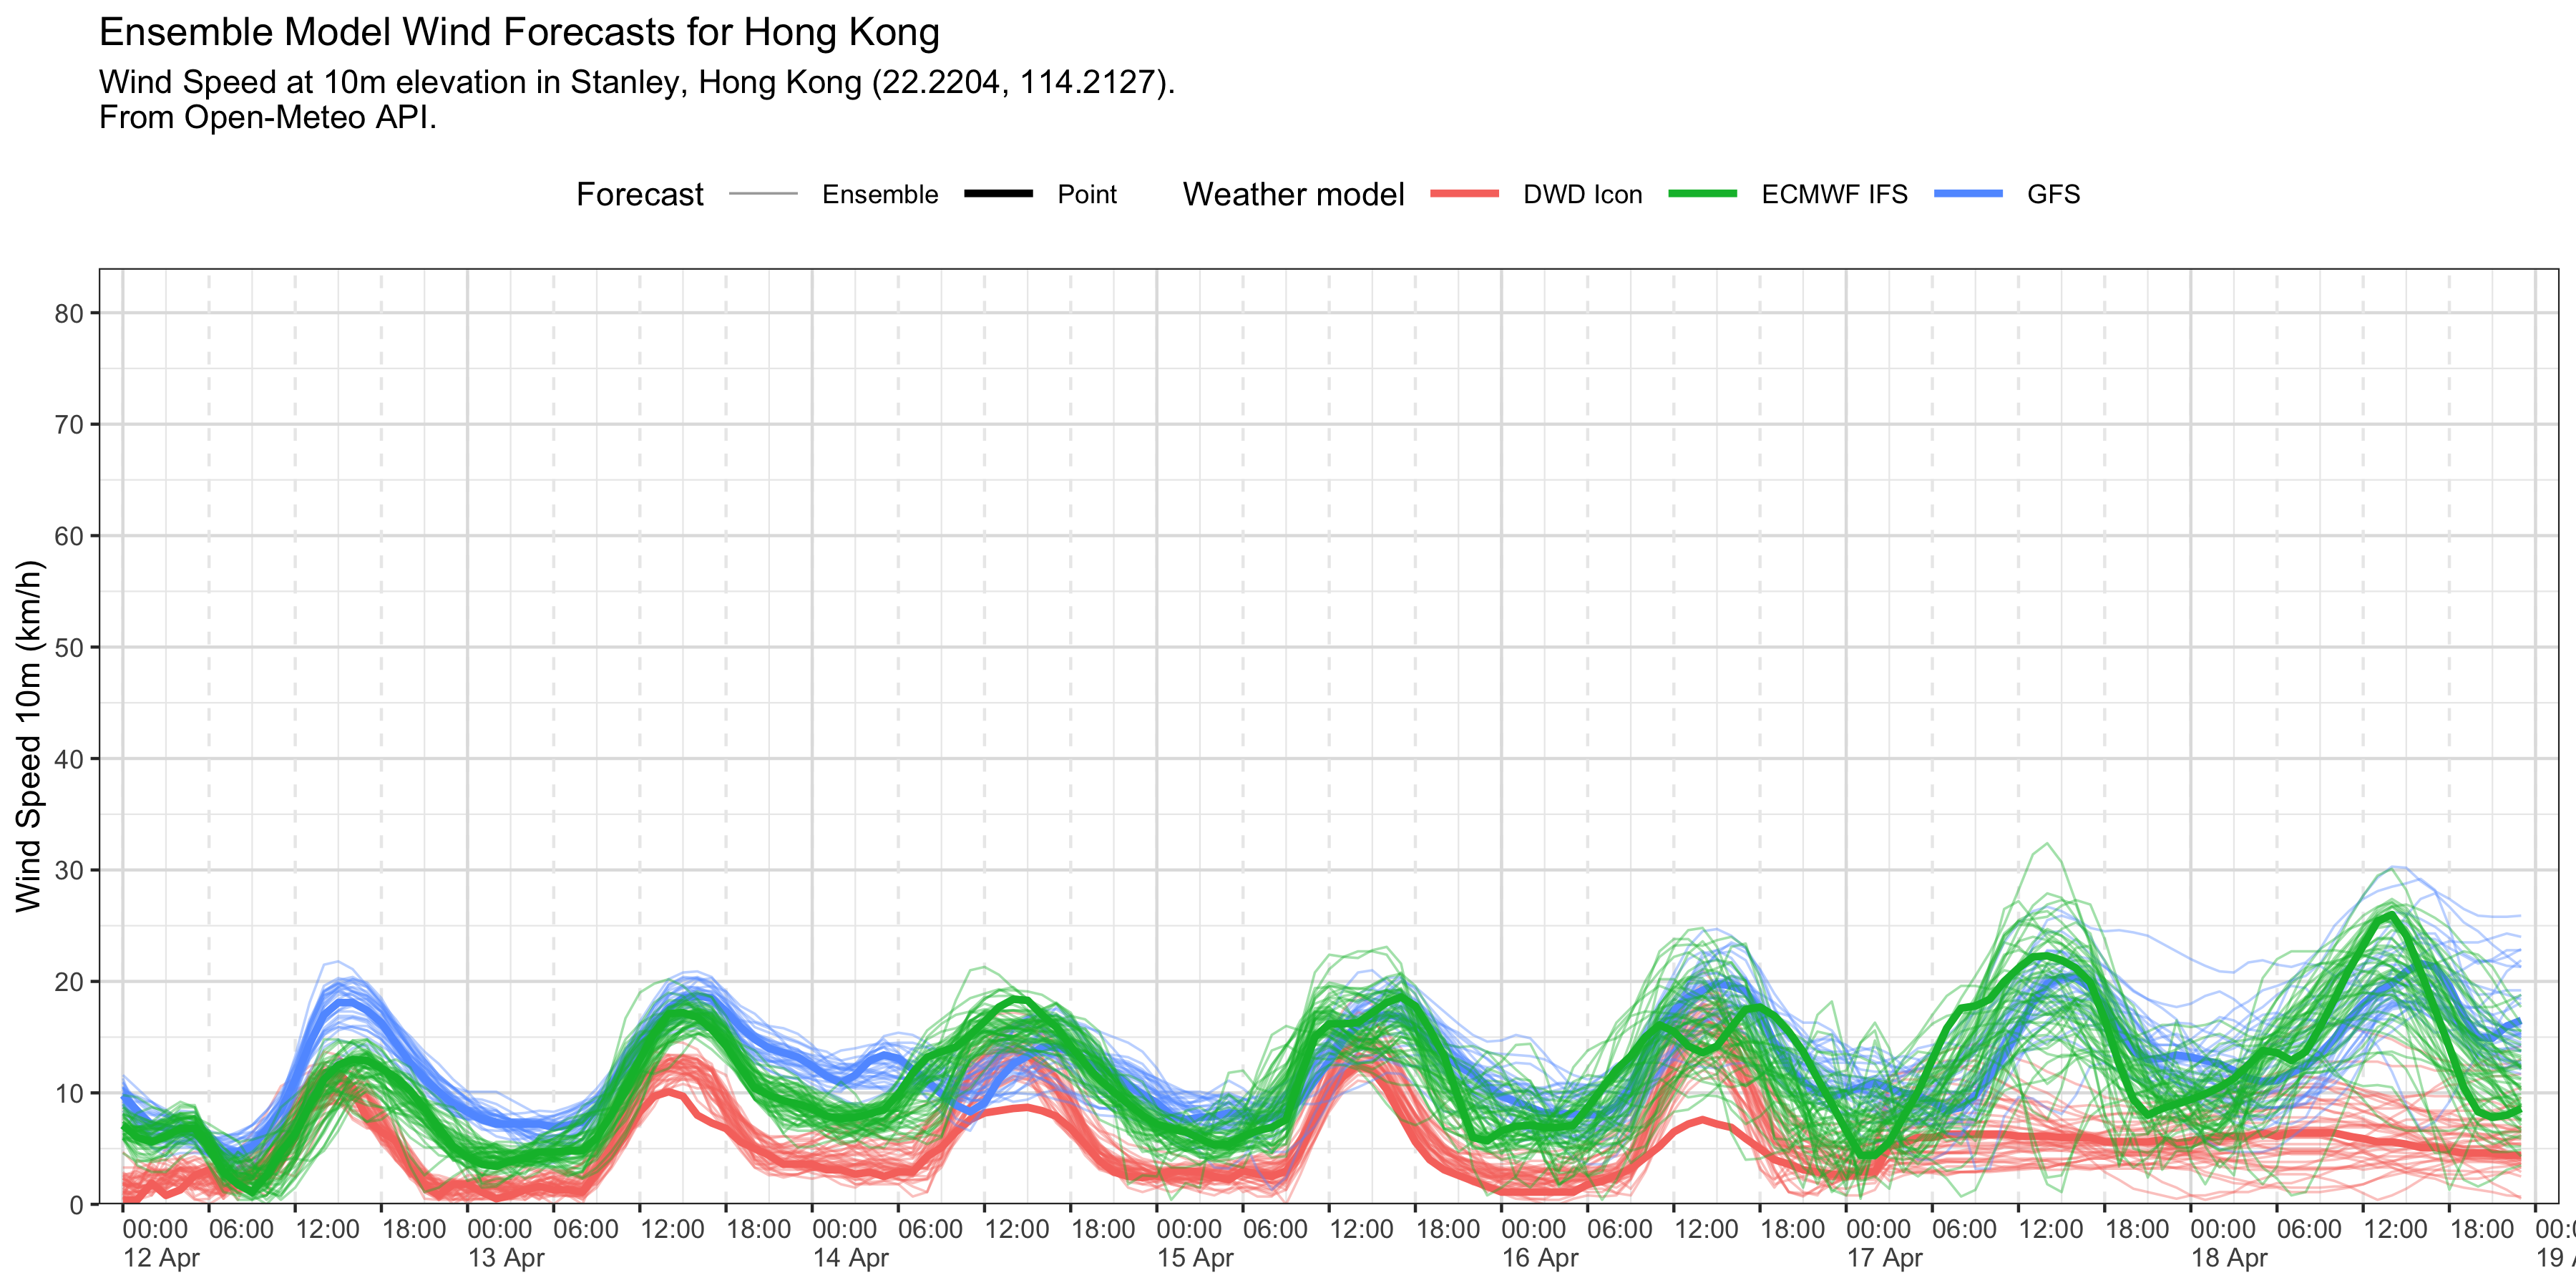 Ensemble Model Wind Forecasts for Hong Kong
Wind Speed at 10m elevation in Stanley, Hong Kong (22.2204, 114.2127).
From Open-Meteo API.
Forecast Ensemble Point Weather model DWD Icon ECMWF IFS GFS
Wind Speed 10m (km/h)
80
70
60
50
40
30
20
10
0
00:00 06:00 12:00 18:00 00:00 06:00 12:00 18:00 00:00 06:00 12:00 18:00 00:00 06:00 12:00 18:00 00:00 06:00 12:00 18:00 00:00 06:00 12:00 18:00 00:00 06:00 12:00 18:00 00:0
12 Apr 13 Apr 14 Apr 15 Apr 16 Apr 17 Apr 18 Apr 19